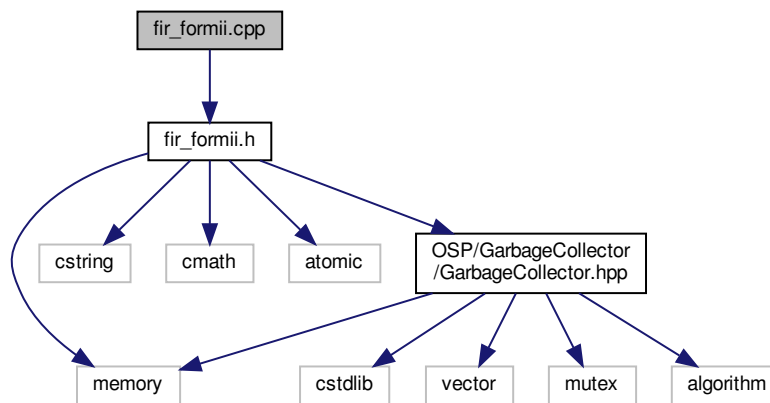 fir_formii.cpp
fir_formii.h
cstring
cmath
atomic
OSP/GarbageCollector
/GarbageCollector.hpp
memory
cstdlib
vector
mutex
algorithm